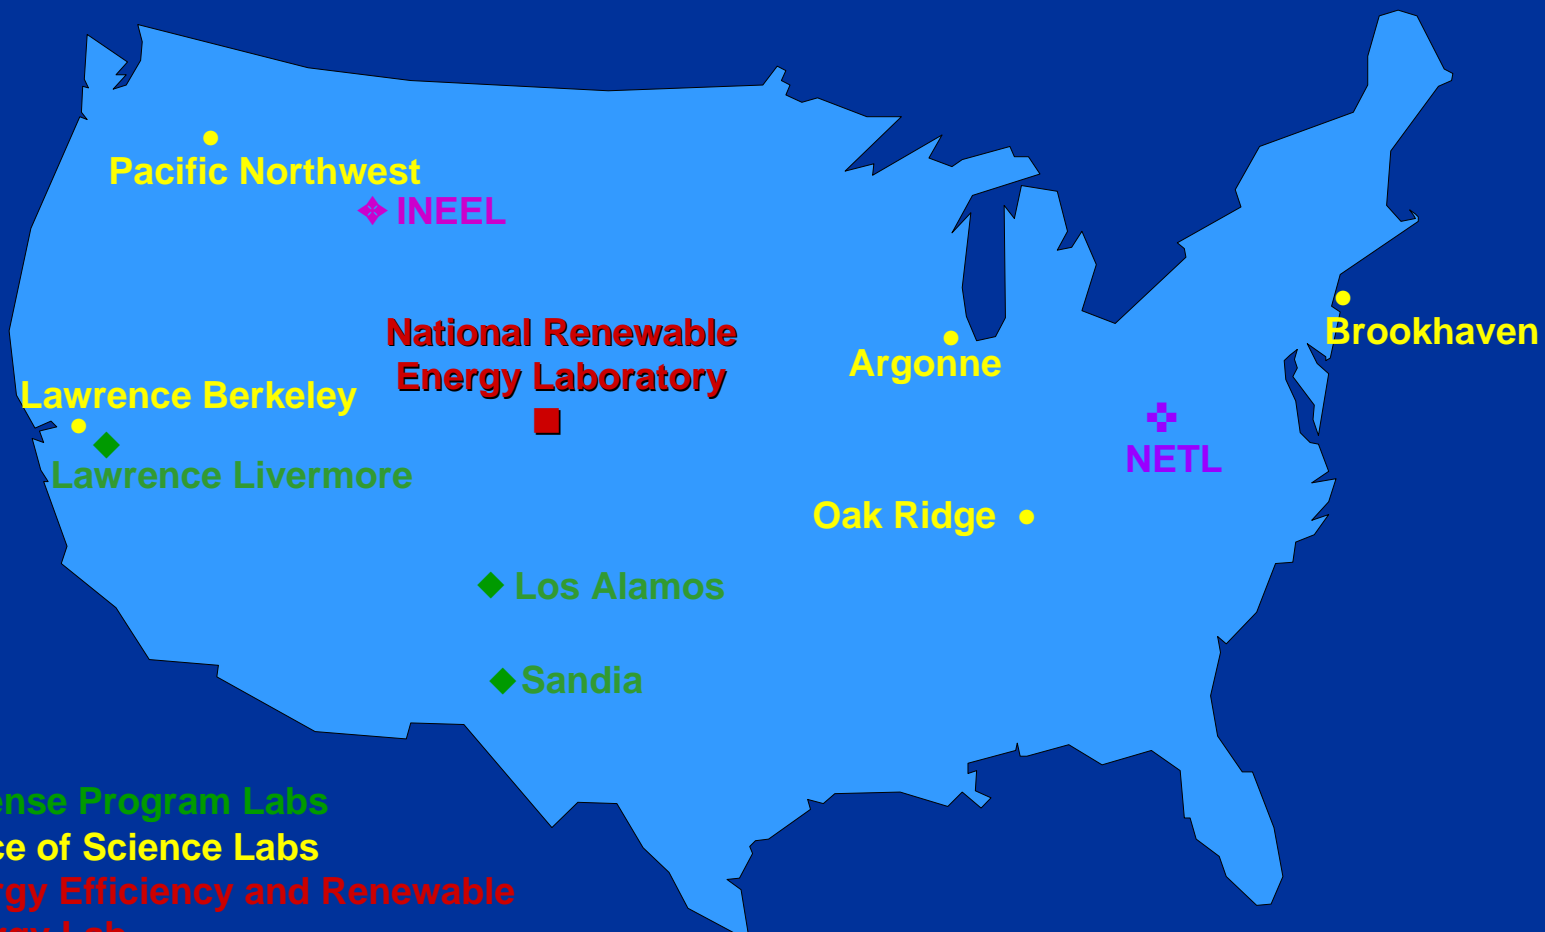 Pacific Northwest
INEEL
National Renewable
Energy Laboratory
Brookhaven
Argonne
Lawrence Berkeley
NETL
Lawrence Livermore
Oak Ridge
Los Alamos
Sandia
ense Program Labs
ce of Science Labs
rgy Efficiency and Renewable